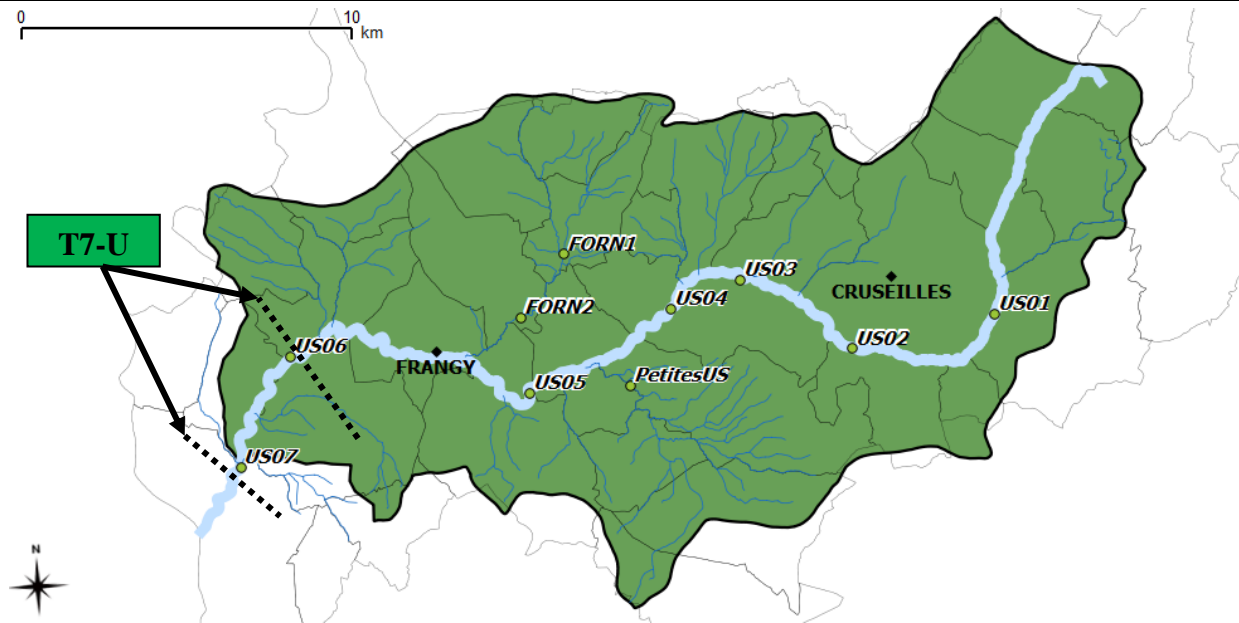 0 10
km
T7-U
FORN1
US03
CRUSEILLES
US04
US01
FORN2
US02
US06
FRANGY
PetitesUS
US05
US07
N